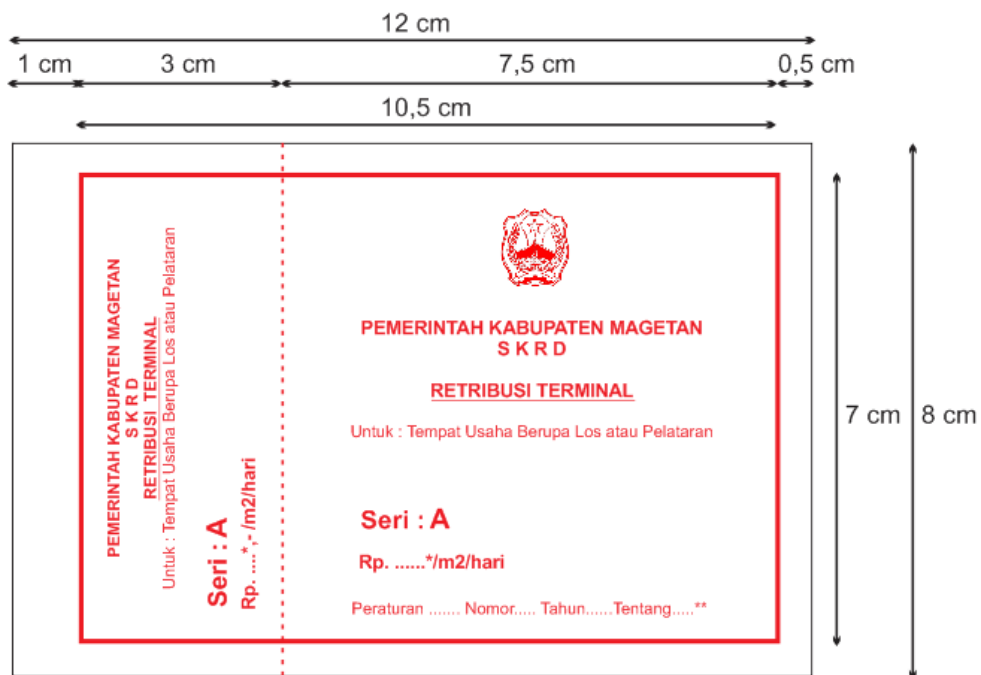 12 cm
1 cm 3 cm 7,5 cm 0,5 cm
10,5 cm
PEMERINTAH KABUPATEN MAGETAN
S K R D
RETRIBUSI TERMINAL
Untuk : Tempat Usaha Berupa Los atau Pelataran
Seri : A
Rp. ....*,- /m2/hari
PEMERINTAH KABUPATEN MAGETAN
S K R D
RETRIBUSI TERMINAL
Untuk : Tempat Usaha Berupa Los atau Pelataran
Seri : A
Rp. ......*/m2/hari
Peraturan ....... Nomor.... Tahun......Tentang.....**
7 cm
8 cm